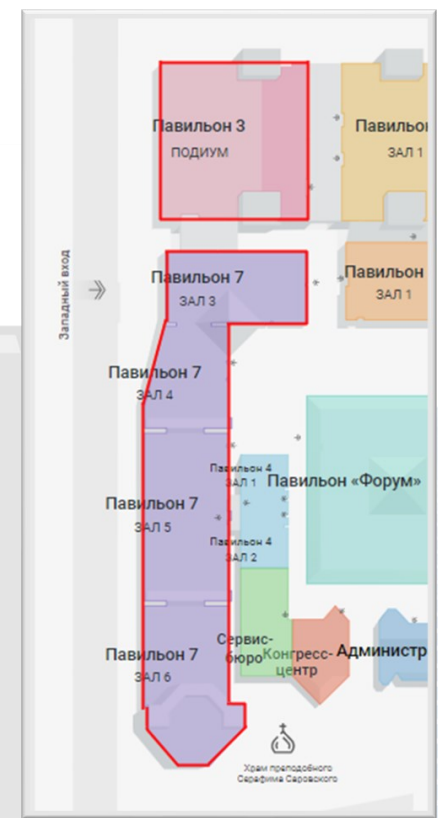 Павильон 3
ПОДИУМ
Павильо
ЗАЛ 1
Западный вход
Павильон 7
ЗАЛ 3
Павильон
ЗАЛ 1
Павильон 7
ЗАЛ 4
Павильон 4
ЗАЛ 1
Павильон «Форум»
Павильон 7
ЗАЛ 5
Павильон 4
ЗАЛ 2
Павильон 7
ЗАЛ 6
Сервис-
бюро
Конгресс-
центр
Администр
Храм преподобного
Серафима Саровского